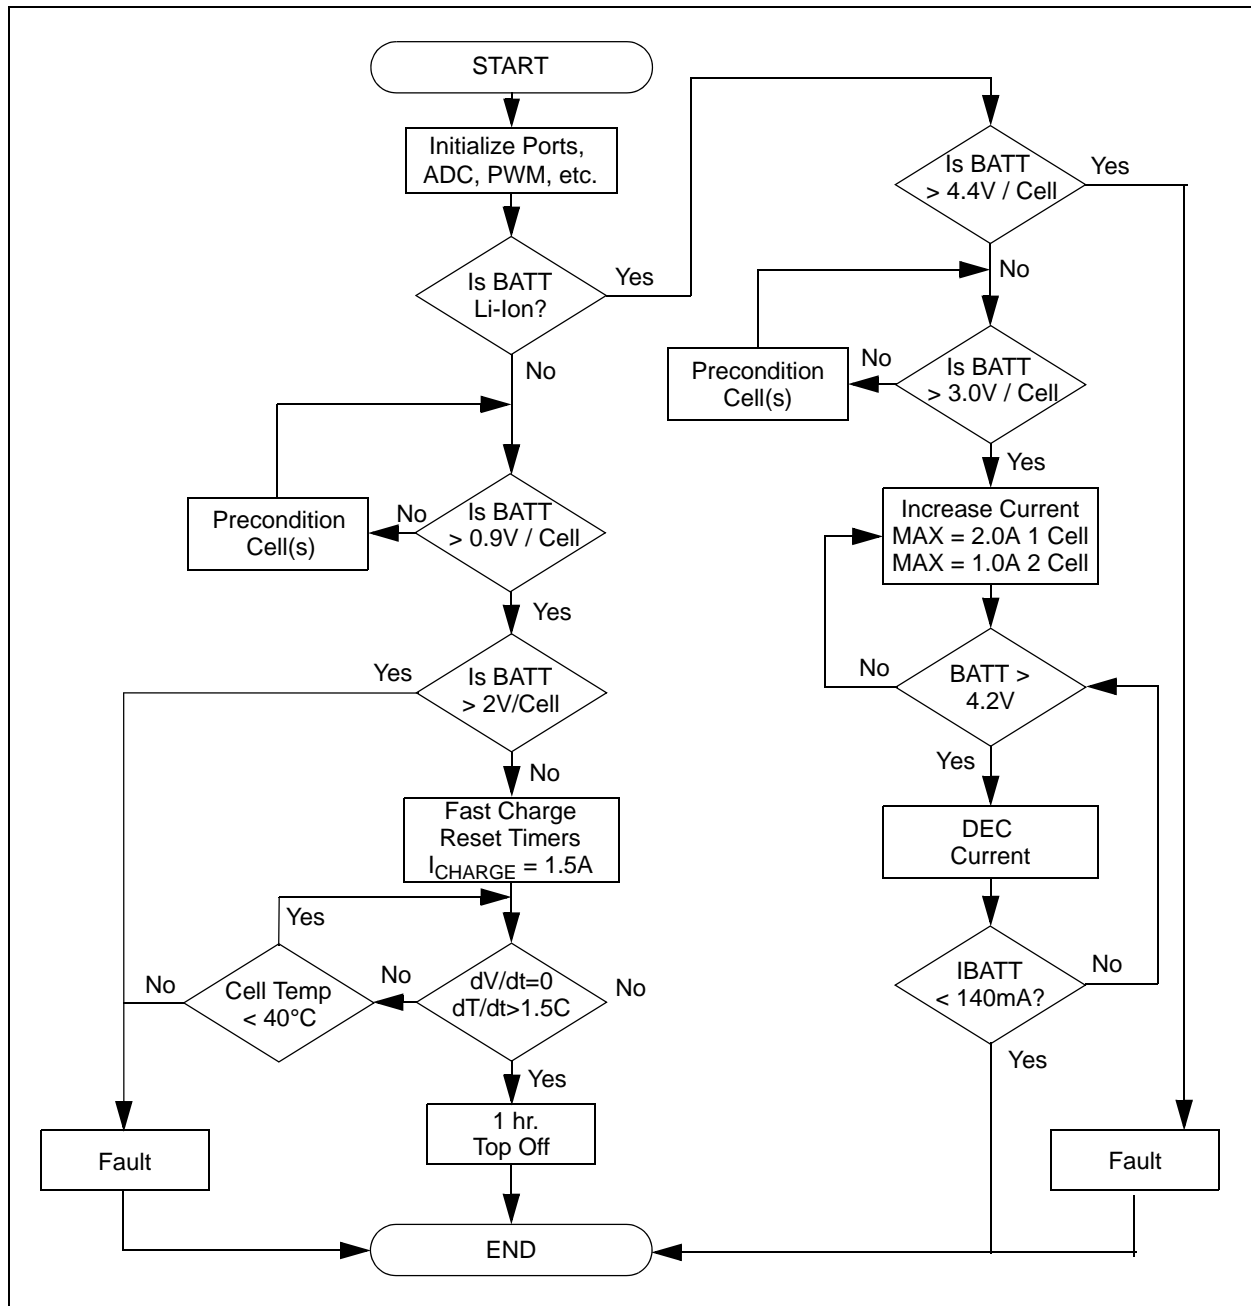 START
Initialize Ports,
ADC, PWM, etc.
Is BATT
Li-Ion?
Yes
No
Is BATT
> 0.9V / Cell
No
Precondition
Cell(s)
Yes
Is BATT
> 2V/Cell
Yes
No
Fast Charge
Reset Timers
ICHARGE = 1.5A
Yes
Cell Temp
< 40°C
No
No
dV/dt=0
dT/dt>1.5C
No
Yes
1 hr.
Top Off
Fault
END
Is BATT
> 4.4V / Cell
Yes
No
Is BATT
> 3.0V / Cell
No
Precondition
Cell(s)
Yes
Increase Current
MAX = 2.0A 1 Cell
MAX = 1.0A 2 Cell
BATT >
4.2V
No
Yes
DEC
Current
IBATT
< 140mA?
No
Yes
Fault